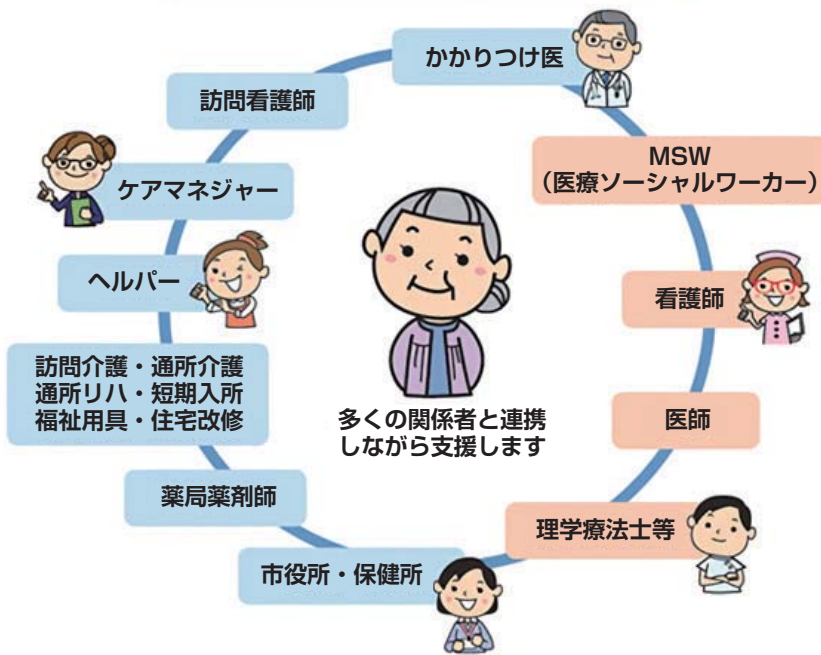 かかりつけ医
訪問看護師
MSW
（医療ソーシャルワーカー）
ケアマネジャー
ヘルパー
看護師
訪問介護・通所介護
通所リハ・短期入所
福祉用具・住宅改修
多くの関係者と連携
しながら支援します
医師
薬局薬剤師
理学療法士等
市役所・保健所